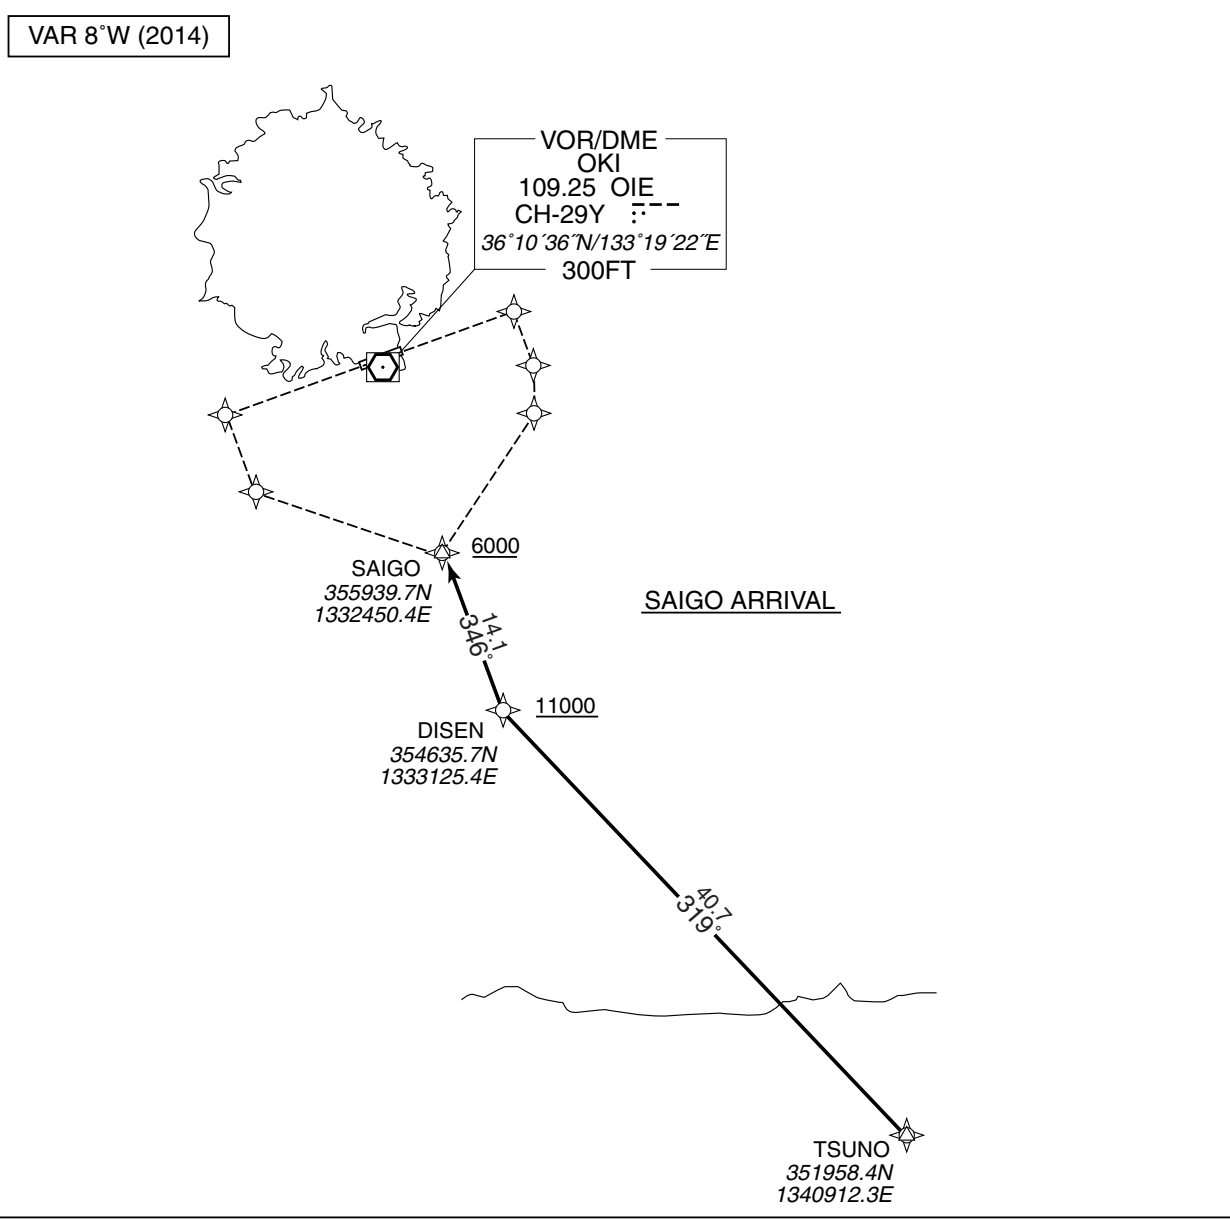 VAR 8˚W (2014)
VOR/DME
OKI
109.25 OIE
CH-29Y
36˚10´36˝N/133˚19´22˝E
300FT
6000
SAIGO
355939.7N
1332450.4E
SAIGO ARRIVAL
14.1
346˚
11000
DISEN
354635.7N
1333125.4E
40.7
319˚
TSUNO
351958.4N
1340912.3E